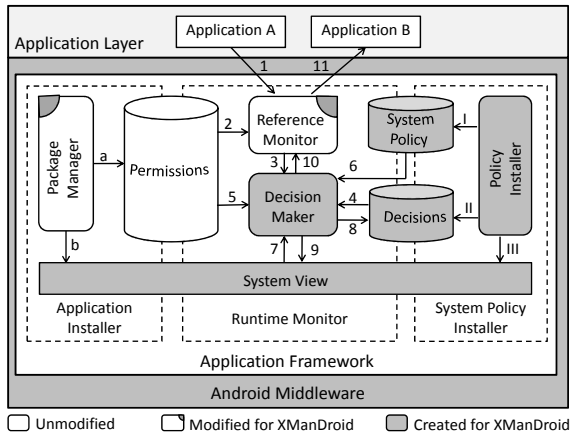 Application A
Application B
Application Layer
1
11
Package
Manager
a
b
Permissions
2
Reference
Monitor
3
10
5
Decision
Maker
System
Policy
6
4
8
Decisions
I
II
III
Policy
Installer
7
9
System View
Application
Installer
Runtime Monitor
System Policy
Installer
Application Framework
Android Middleware
Unmodified
Modified for XManDroid
Created for XManDroid